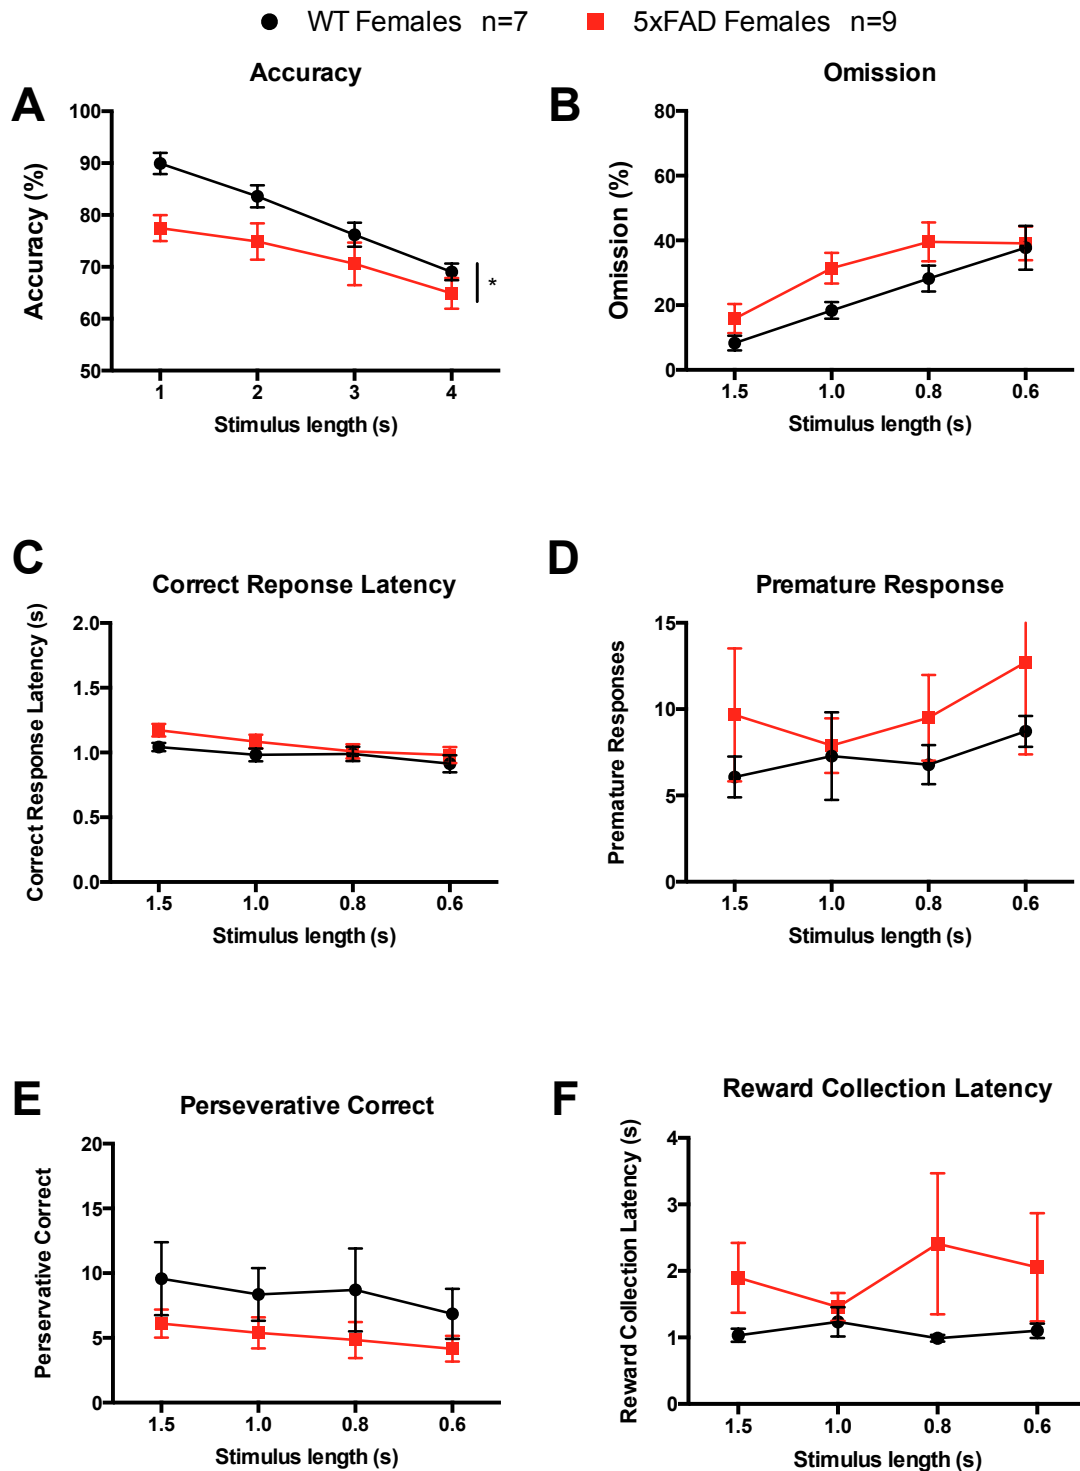 WT Females n=7 5xFAD Females n=9
A
Accuracy
Accuracy (%)
100
90
80
70
60
50
*
1 2 3 4
Stimulus length (s)
B
Omission
Omission (%)
80
60
40
20
0
1.5 1.0 0.8 0.6
Stimulus length (s)
C
Correct Reponse Latency
Correct Response Latency (s)
2.0
1.5
1.0
0.5
0.0
1.5 1.0 0.8 0.6
Stimulus length (s)
D
Premature Response
Premature Responses
15
10
5
0
1.5 1.0 0.8 0.6
Stimulus length (s)
E
Perseverative Correct
Perservative Correct
20
15
10
5
0
1.5 1.0 0.8 0.6
Stimulus length (s)
F
Reward Collection Latency
Reward Collection Latency (s)
4
3
2
1
0
1.5 1.0 0.8 0.6
Stimulus length (s)